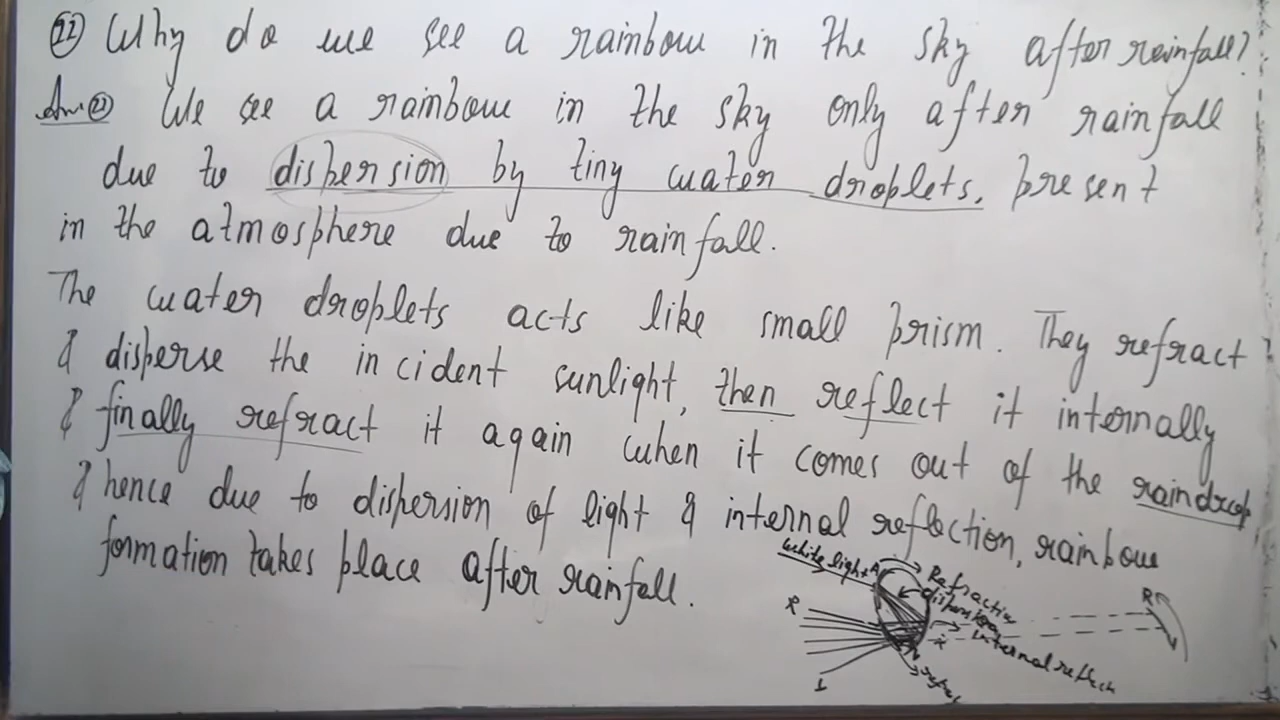 22 Why do we see a rainbow in the sky after rainfall?
Ans.22 We see a rainbow in the sky only after rainfall
due to dispersion by tiny water droplets, present
in the atmosphere due to rainfall.
The water droplets acts like small prism. They refract
& disperse the incident sunlight, then reflect it internally
& finally refract it again when it comes out of the raindrop,
& hence due to dispersion of light & internal reflection, rainbow
formation takes place after rainfall.
White light A
Refraction
internal reflecn
R
R